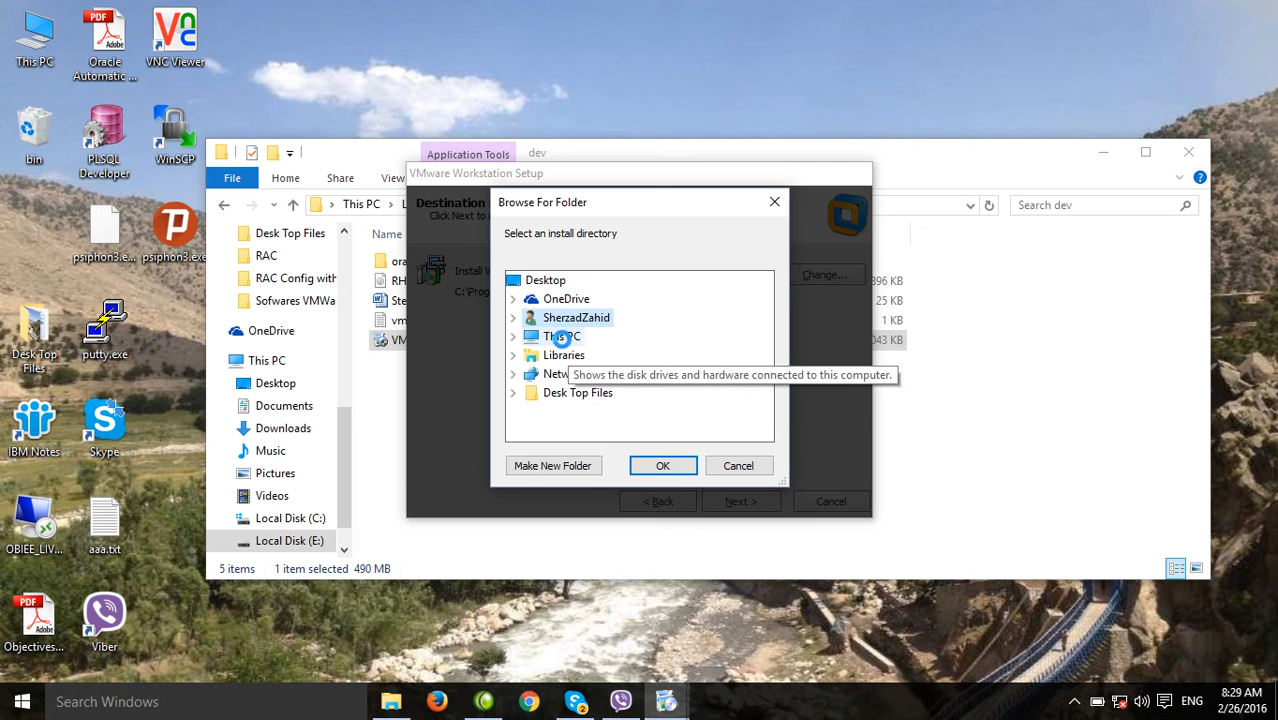 This PC
Oracle
Automatic ...
VNC Viewer
bin
PLSQL
Developer
WinSCP
psiphon3.e...
psiphon3.exe
Desk Top
Files
putty.exe
IBM Notes
Skype
OBIEE_LIV...
aaa.txt
Objectives...
Viber
Application Tools
dev
File
Home
Share
View
This PC
Search dev
Name
Desk Top Files
RAC
RAC Config with
Sofwares VMWa
OneDrive
This PC
Desktop
Documents
Downloads
Music
Pictures
Videos
Local Disk (C:)
Local Disk (E:)
ora
RH
Ste
vm
VM
896 KB
25 KB
1 KB
043 KB
5 items
1 item selected 490 MB
VMware Workstation Setup
Destination
Click Next to
Install V
C:\Prog
Change...
< Back
Next >
Cancel
Browse For Folder
Select an install directory
Desktop
OneDrive
SherzadZahid
This PC
Libraries
Netw
Shows the disk drives and hardware connected to this computer.
Desk Top Files
Make New Folder
OK
Cancel
Search Windows
2
ENG
8:29 AM
2/26/2016